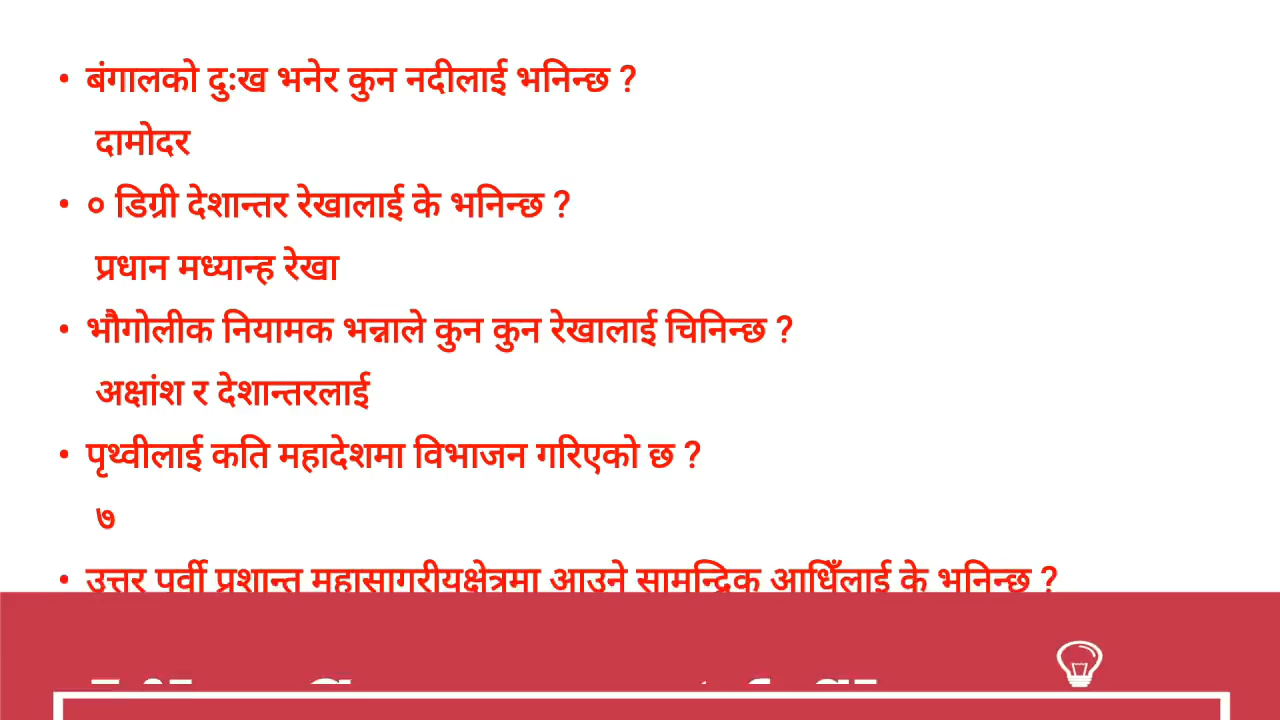 • बंगालको दुःख भनेर कुन नदीलाई भनिन्छ ?
दामोदर
• ० डिग्री देशान्तर रेखालाई के भनिन्छ ?
प्रधान मध्यान्ह रेखा
• भौगोलीक नियामक भन्नाले कुन कुन रेखालाई चिनिन्छ ?
अक्षांश र देशान्तरलाई
• पृथ्वीलाई कति महादेशमा विभाजन गरिएको छ ?
७
• उत्तर पूर्वी प्रशान्त महासागरीयक्षेत्रमा आउने सामुन्द्रिक आधिँलाई के भनिन्छ ?